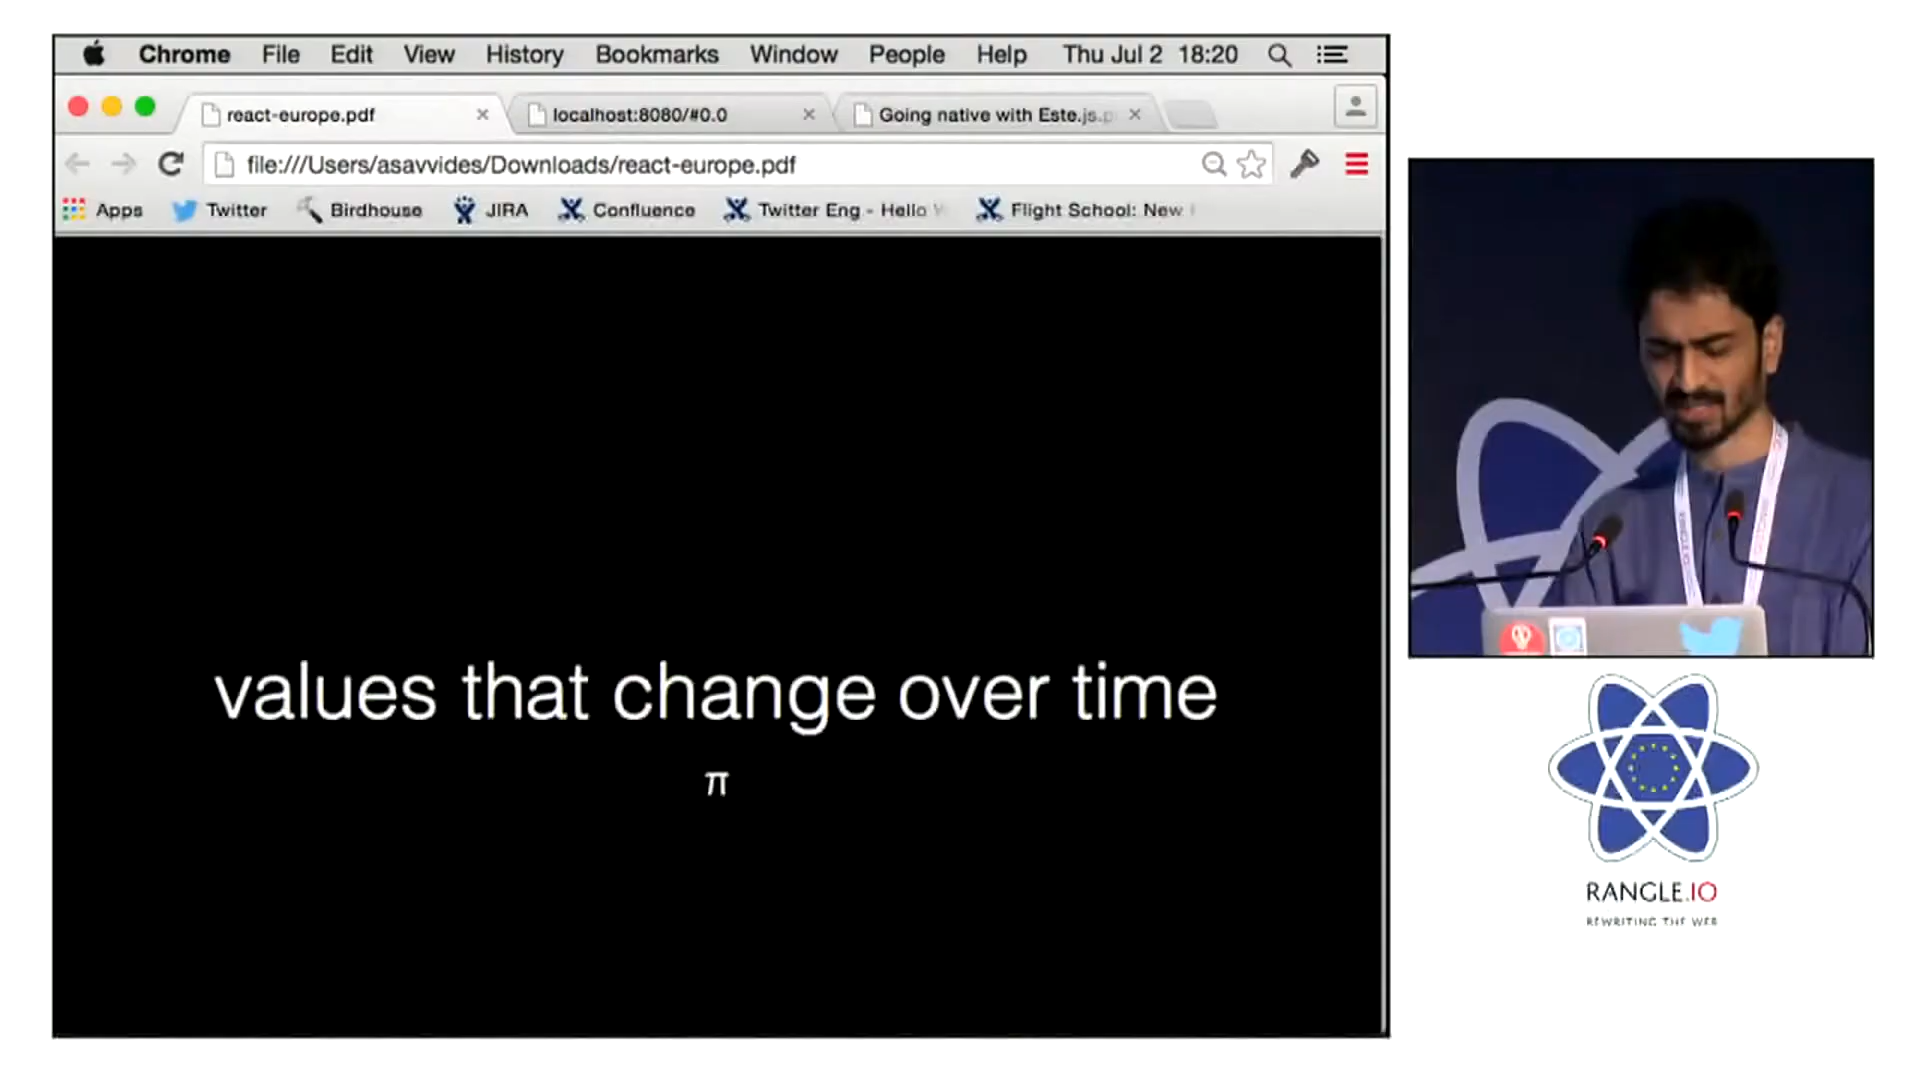 Chrome File Edit View History Bookmarks Window People Help Thu Jul 2 18:20
react-europe.pdf
localhost:8080/#0.0
Going native with Este.js.p
file:///Users/asavvides/Downloads/react-europe.pdf
Apps Twitter Birdhouse JIRA Confluence Twitter Eng - Hello Flight School: New
values that change over time
π
RANGLE.IO
REWRITING THE WEB